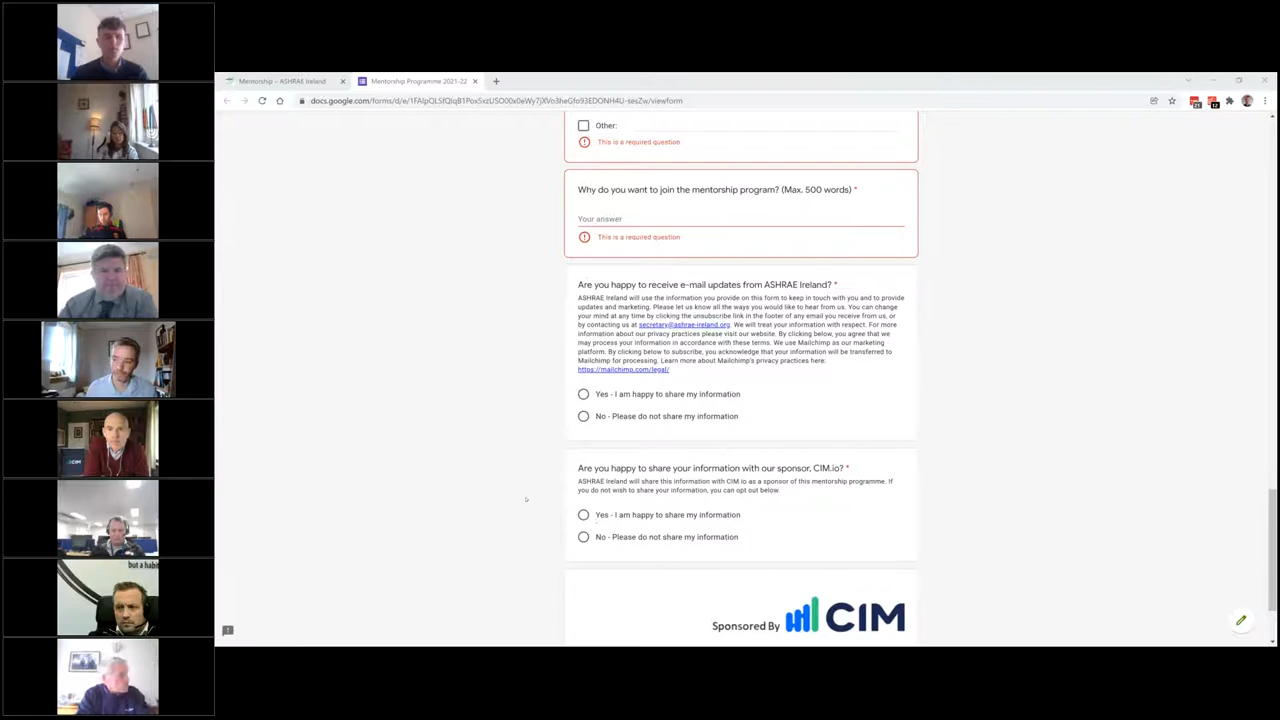 Mentorship – ASHRAE Ireland
Mentorship Programme 2021-22
Other:
This is a required question
Why do you want to join the mentorship program? (Max. 500 words) *
Your answer
This is a required question
Are you happy to receive e-mail updates from ASHRAE Ireland? *
ASHRAE Ireland will use the information you provide on this form to keep in touch with you and to provide
updates and marketing. Please let us know all the ways you would like to hear from us. You can change
your mind at any time by clicking the unsubscribe link in the footer of any email you receive from us, or
by contacting us at secretary@ashrae-ireland.org. We will treat your information with respect. For more
information about our privacy practices please visit our website. By clicking below, you agree that we
may process your information in accordance with these terms. We use Mailchimp as our marketing
platform. By clicking below to subscribe, you acknowledge that your information will be transferred to
Mailchimp for processing. Learn more about Mailchimp's privacy practices here:
https://mailchimp.com/legal/
Yes - I am happy to share my information
No - Please do not share my information
Are you happy to share your information with our sponsor, CIM.io? *
ASHRAE Ireland will share this information with CIM io as a sponsor of this mentorship programme. If
you do not wish to share your information, you can opt out below.
Yes - I am happy to share my information
No - Please do not share my information
Sponsored By CIM
CIM
but a habit